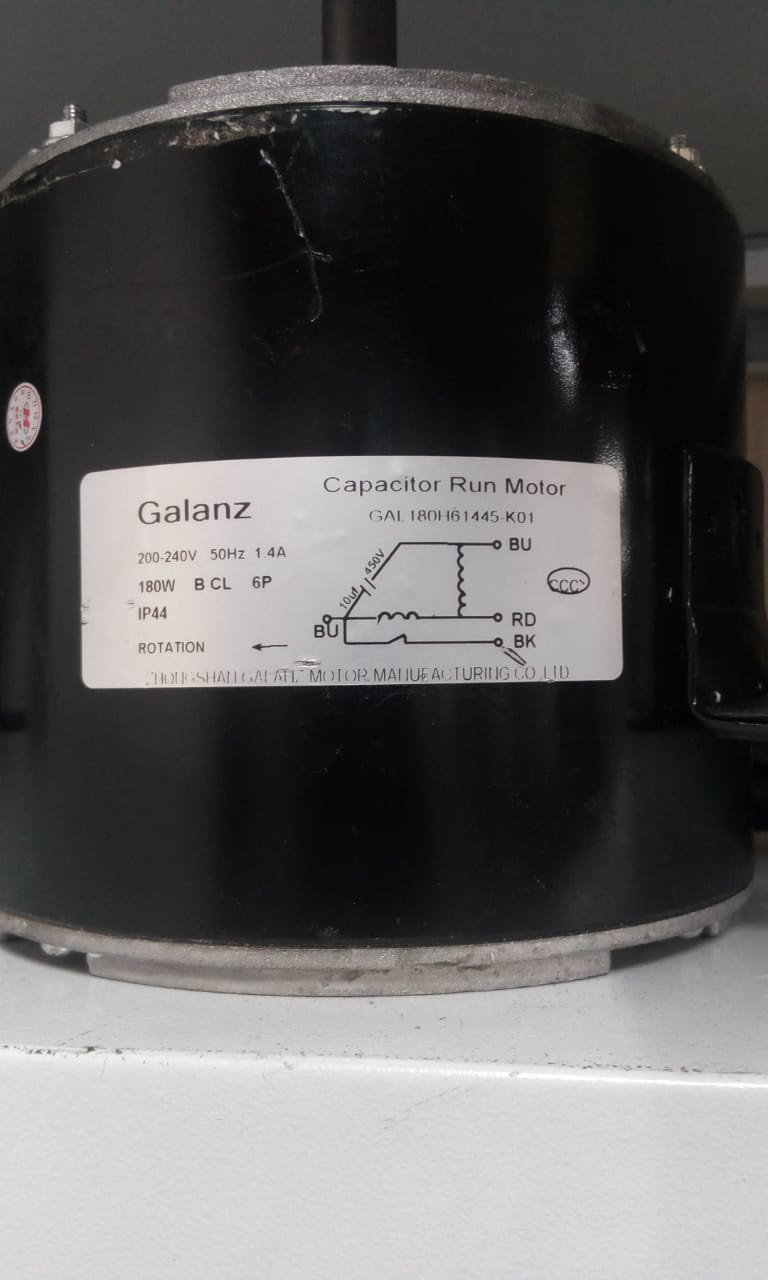 Capacitor Run Motor
Galanz
GAL180H61445-K01
200-240V 50Hz 1 4A
180W B CL 6P
IP44
ROTATION
10uf 450V
BU
BU
RD
BK
CCC
MOTOR MANUFACTURING CO LTD